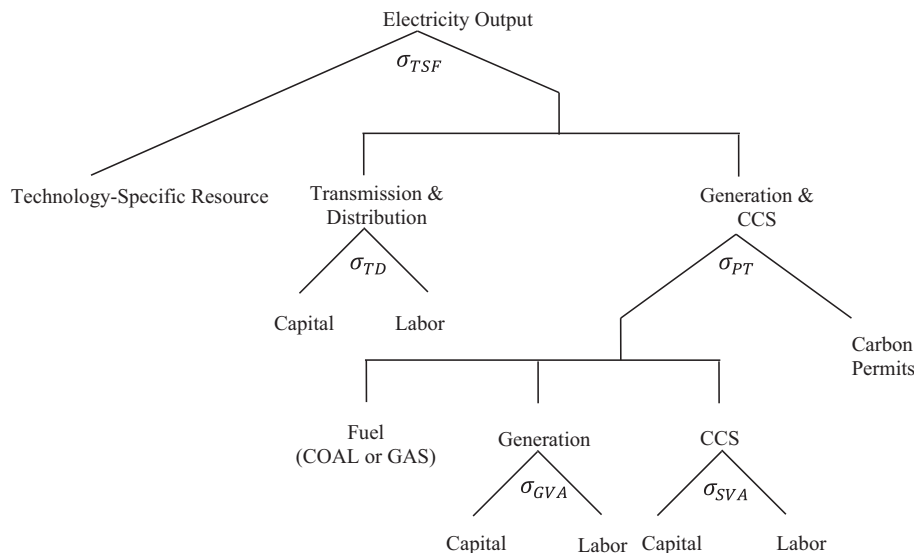 Electricity Output
σ_TSF
Technology-Specific Resource
Transmission &
Distribution
Generation &
CCS
σ_TD
σ_PT
Capital
Labor
Carbon
Permits
Fuel
(COAL or GAS)
Generation
CCS
σ_GVA
σ_SVA
Capital
Labor
Capital
Labor